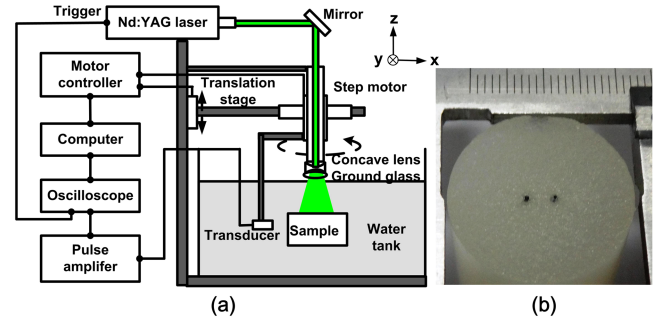 Trigger
Nd:YAG laser
Mirror
Motor
controller
Translation
stage
Step motor
z
y
x
Computer
Concave lens
Ground glass
Oscilloscope
Transducer
Sample
Water
tank
Pulse
amplifer
(a)
(b)